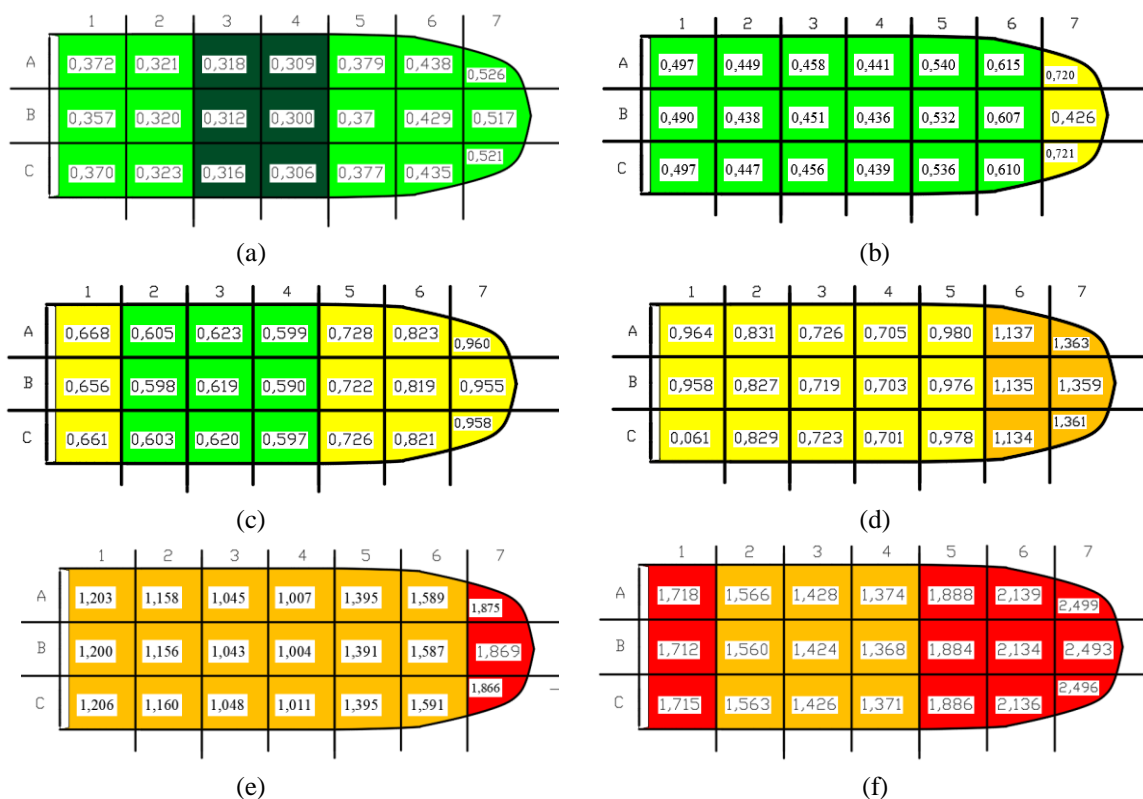 1 2 3 4 5 6 7
A 0,372 0,321 0,318 0,309 0,379 0,438 0,526
B 0,357 0,320 0,312 0,300 0,37 0,429 0,517
C 0,370 0,323 0,316 0,306 0,377 0,435 0,521
(a)
1 2 3 4 5 6 7
A 0,497 0,449 0,458 0,441 0,540 0,615 0,720
B 0,490 0,438 0,451 0,436 0,532 0,607 0,426
C 0,497 0,447 0,456 0,439 0,536 0,610 0,721
(b)
1 2 3 4 5 6 7
A 0,668 0,605 0,623 0,599 0,728 0,823 0,960
B 0,656 0,598 0,619 0,590 0,722 0,819 0,955
C 0,661 0,603 0,620 0,597 0,726 0,821 0,958
(c)
1 2 3 4 5 6 7
A 0,964 0,831 0,726 0,705 0,980 1,137 1,363
B 0,958 0,827 0,719 0,703 0,976 1,135 1,359
C 0,061 0,829 0,723 0,701 0,978 1,134 1,361
(d)
1 2 3 4 5 6 7
A 1,203 1,158 1,045 1,007 1,395 1,589 1,875
B 1,200 1,156 1,043 1,004 1,391 1,587 1,869
C 1,206 1,160 1,048 1,011 1,395 1,591 1,866
(e)
1 2 3 4 5 6 7
A 1,718 1,566 1,428 1,374 1,888 2,139 2,499
B 1,712 1,560 1,424 1,368 1,884 2,134 2,493
C 1,715 1,563 1,426 1,371 1,886 2,136 2,496
(f)